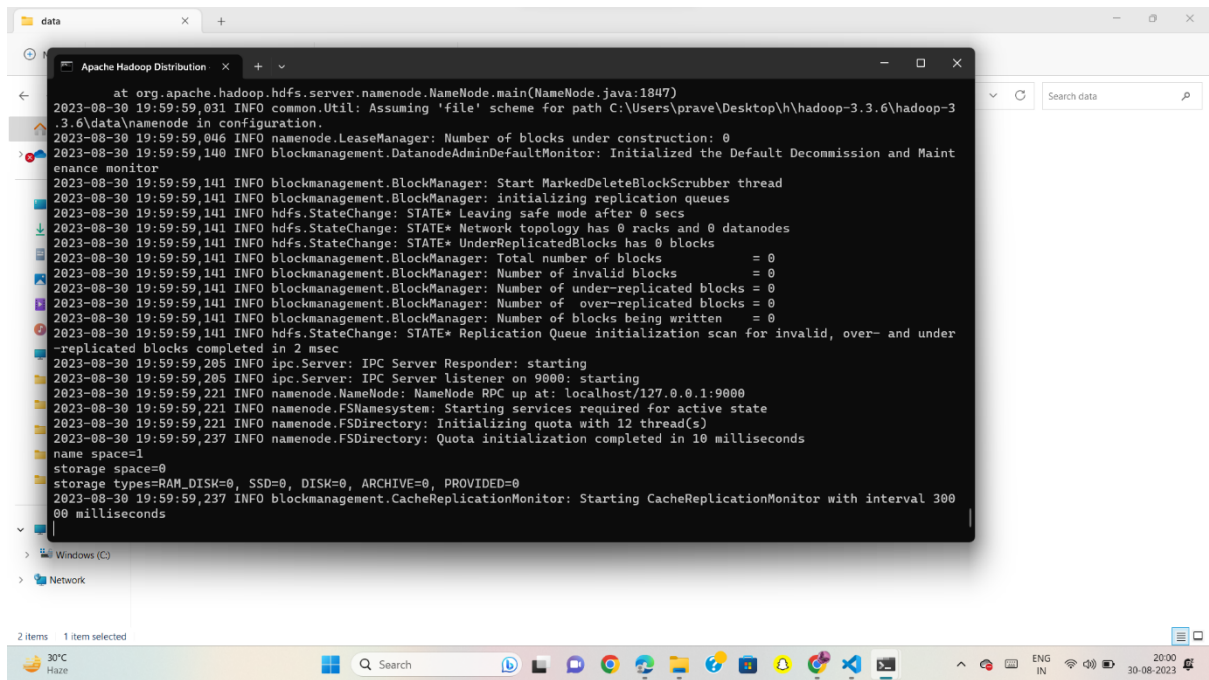 data
Apache Hadoop Distribution
Search data
at org.apache.hadoop.hdfs.server.namenode.NameNode.main(NameNode.java:1847)
2023-08-30 19:59:59,031 INFO common.Util: Assuming 'file' scheme for path C:\Users\prave\Desktop\h\hadoop-3.3.6\hadoop-3
.3.6\data\namenode in configuration.
2023-08-30 19:59:59,046 INFO namenode.LeaseManager: Number of blocks under construction: 0
2023-08-30 19:59:59,140 INFO blockmanagement.DatanodeAdminDefaultMonitor: Initialized the Default Decommission and Maint
enance monitor
2023-08-30 19:59:59,141 INFO blockmanagement.BlockManager: Start MarkedDeleteBlockScrubber thread
2023-08-30 19:59:59,141 INFO blockmanagement.BlockManager: initializing replication queues
2023-08-30 19:59:59,141 INFO hdfs.StateChange: STATE* Leaving safe mode after 0 secs
2023-08-30 19:59:59,141 INFO hdfs.StateChange: STATE* Network topology has 0 racks and 0 datanodes
2023-08-30 19:59:59,141 INFO hdfs.StateChange: STATE* UnderReplicatedBlocks has 0 blocks
2023-08-30 19:59:59,141 INFO blockmanagement.BlockManager: Total number of blocks            = 0
2023-08-30 19:59:59,141 INFO blockmanagement.BlockManager: Number of invalid blocks          = 0
2023-08-30 19:59:59,141 INFO blockmanagement.BlockManager: Number of under-replicated blocks = 0
2023-08-30 19:59:59,141 INFO blockmanagement.BlockManager: Number of  over-replicated blocks = 0
2023-08-30 19:59:59,141 INFO blockmanagement.BlockManager: Number of blocks being written    = 0
2023-08-30 19:59:59,141 INFO hdfs.StateChange: STATE* Replication Queue initialization scan for invalid, over- and under
-replicated blocks completed in 2 msec
2023-08-30 19:59:59,205 INFO ipc.Server: IPC Server Responder: starting
2023-08-30 19:59:59,205 INFO ipc.Server: IPC Server listener on 9000: starting
2023-08-30 19:59:59,221 INFO namenode.NameNode: NameNode RPC up at: localhost/127.0.0.1:9000
2023-08-30 19:59:59,221 INFO namenode.FSNamesystem: Starting services required for active state
2023-08-30 19:59:59,221 INFO namenode.FSDirectory: Initializing quota with 12 thread(s)
2023-08-30 19:59:59,237 INFO namenode.FSDirectory: Quota initialization completed in 10 milliseconds
name space=1
storage space=0
storage types=RAM_DISK=0, SSD=0, DISK=0, ARCHIVE=0, PROVIDED=0
2023-08-30 19:59:59,237 INFO blockmanagement.CacheReplicationMonitor: Starting CacheReplicationMonitor with interval 300
00 milliseconds
Windows (C:)
Network
2 items 1 item selected
30°C
Haze
Search
ENG
IN
20:00
30-08-2023